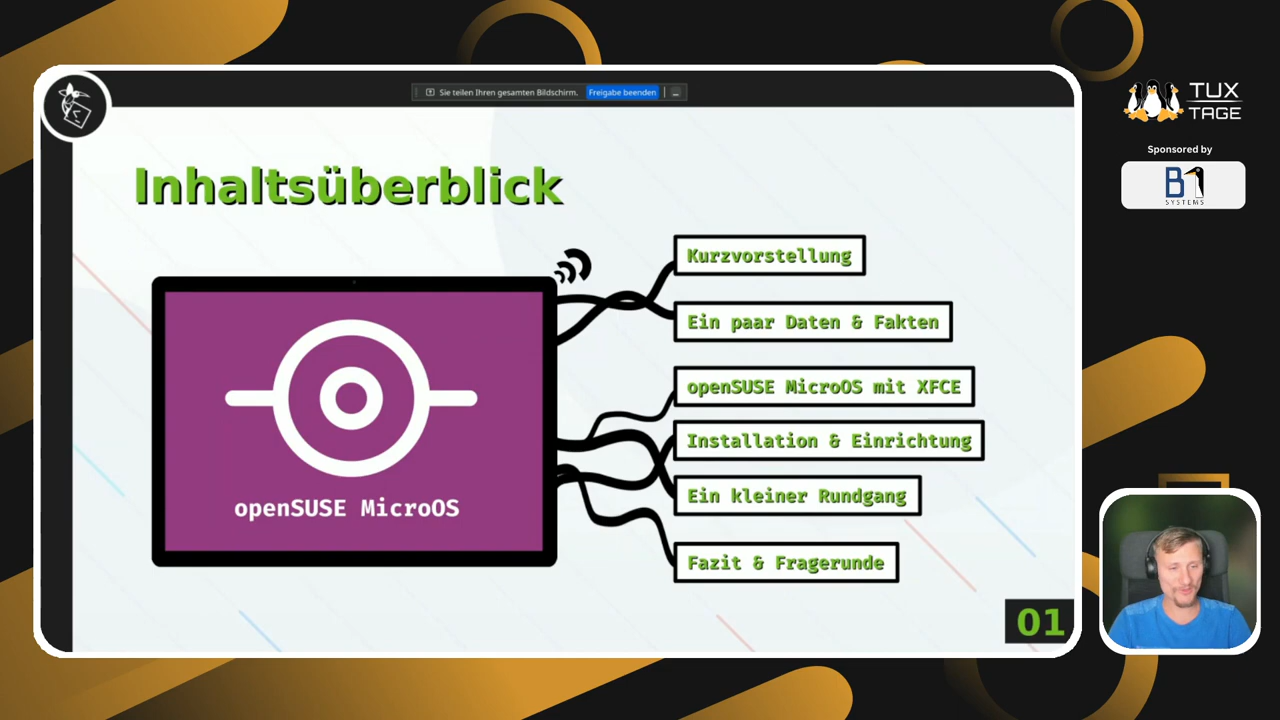 Sie teilen Ihren gesamten Bildschirm. Freigabe beenden
TUX
TAGE
Sponsored by
B1
SYSTEMS
Inhaltsüberblick
Kurzvorstellung
Ein paar Daten & Fakten
openSUSE MicroOS mit XFCE
Installation & Einrichtung
Ein kleiner Rundgang
Fazit & Fragerunde
openSUSE MicroOS
01